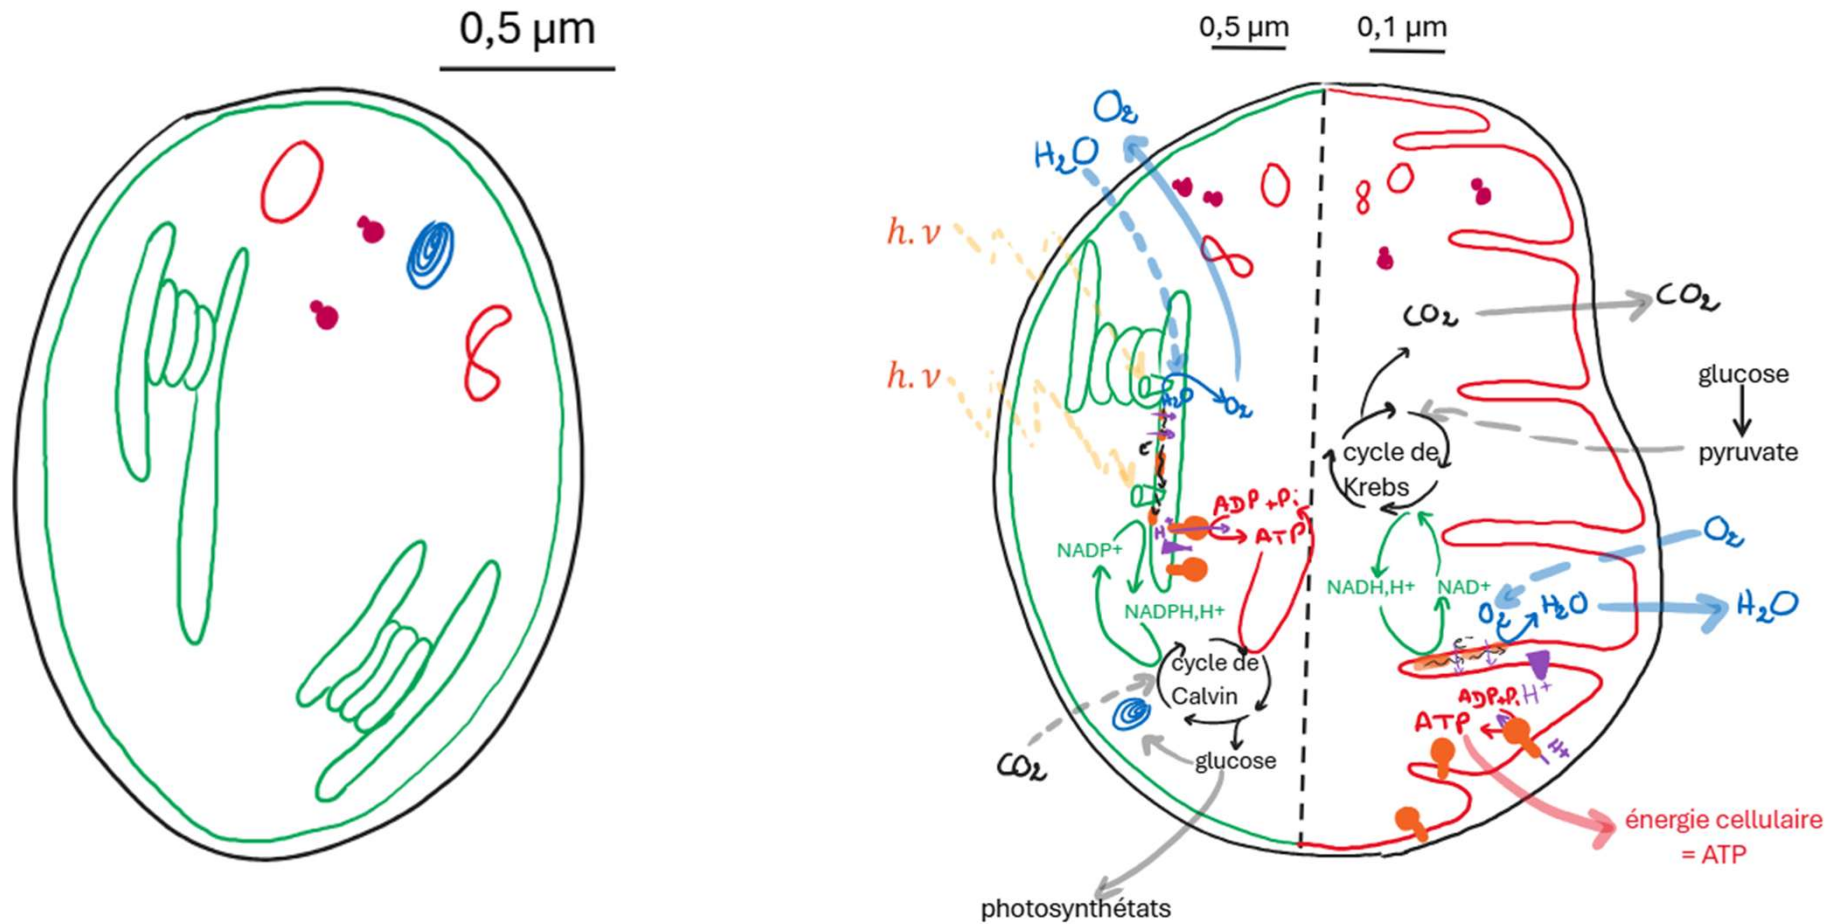 0,5 µm
0,5 µm
0,1 µm
O₂
H₂O
h.ν
h.ν
H₂O
O₂
e⁻
ADP + Pi
ATP
H⁺
NADP+
NADPH,H+
cycle de
Calvin
CO₂
glucose
photosynthétats
CO₂
CO₂
glucose
pyruvate
cycle de
Krebs
NADH,H+
NAD+
O₂
O₂
H₂O
H₂O
e⁻
ADP+Pi
H⁺
ATP
H+
énergie cellulaire
= ATP